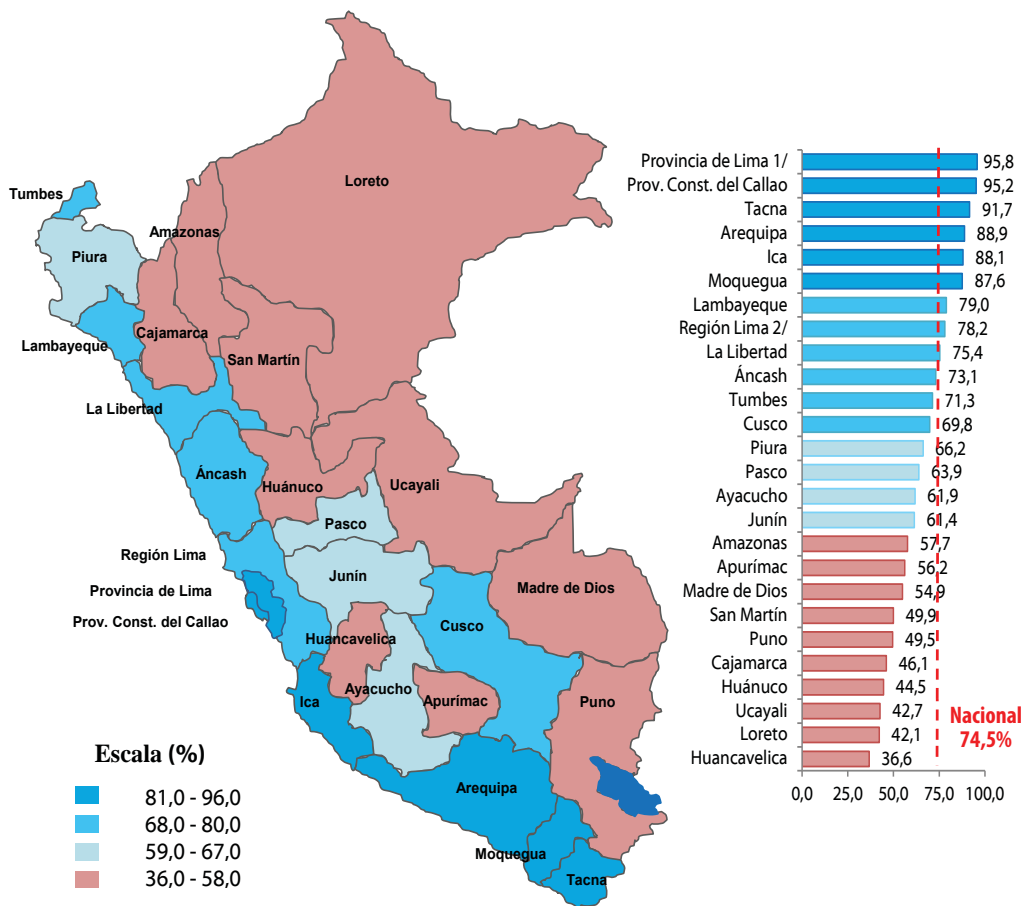 Loreto
Tumbes
Amazonas
Piura
Cajamarca
Lambayeque
San Martín
La Libertad
Áncash
Huánuco
Ucayali
Pasco
Región Lima
Junín
Provincia de Lima
Madre de Dios
Prov. Const. del Callao
Cusco
Huancavelica
Ayacucho
Apurímac
Puno
Ica
Arequipa
Moquegua
Tacna
Escala (%)
81,0 - 96,0
68,0 - 80,0
59,0 - 67,0
36,0 - 58,0
Provincia de Lima 1/ 95,8
Prov. Const. del Callao 95,2
Tacna 91,7
Arequipa 88,9
Ica 88,1
Moquegua 87,6
Lambayeque 79,0
Región Lima 2/ 78,2
La Libertad 75,4
Áncash 73,1
Tumbes 71,3
Cusco 69,8
Piura 66,2
Pasco 63,9
Ayacucho 61,9
Junín 61,4
Amazonas 57,7
Apurímac 56,2
Madre de Dios 54,9
San Martín 49,9
Puno 49,5
Cajamarca 46,1
Huánuco 44,5
Ucayali 42,7
Loreto 42,1
Huancavelica 36,6
Nacional
74,5%
0,0 25,0 50,0 75,0 100,0